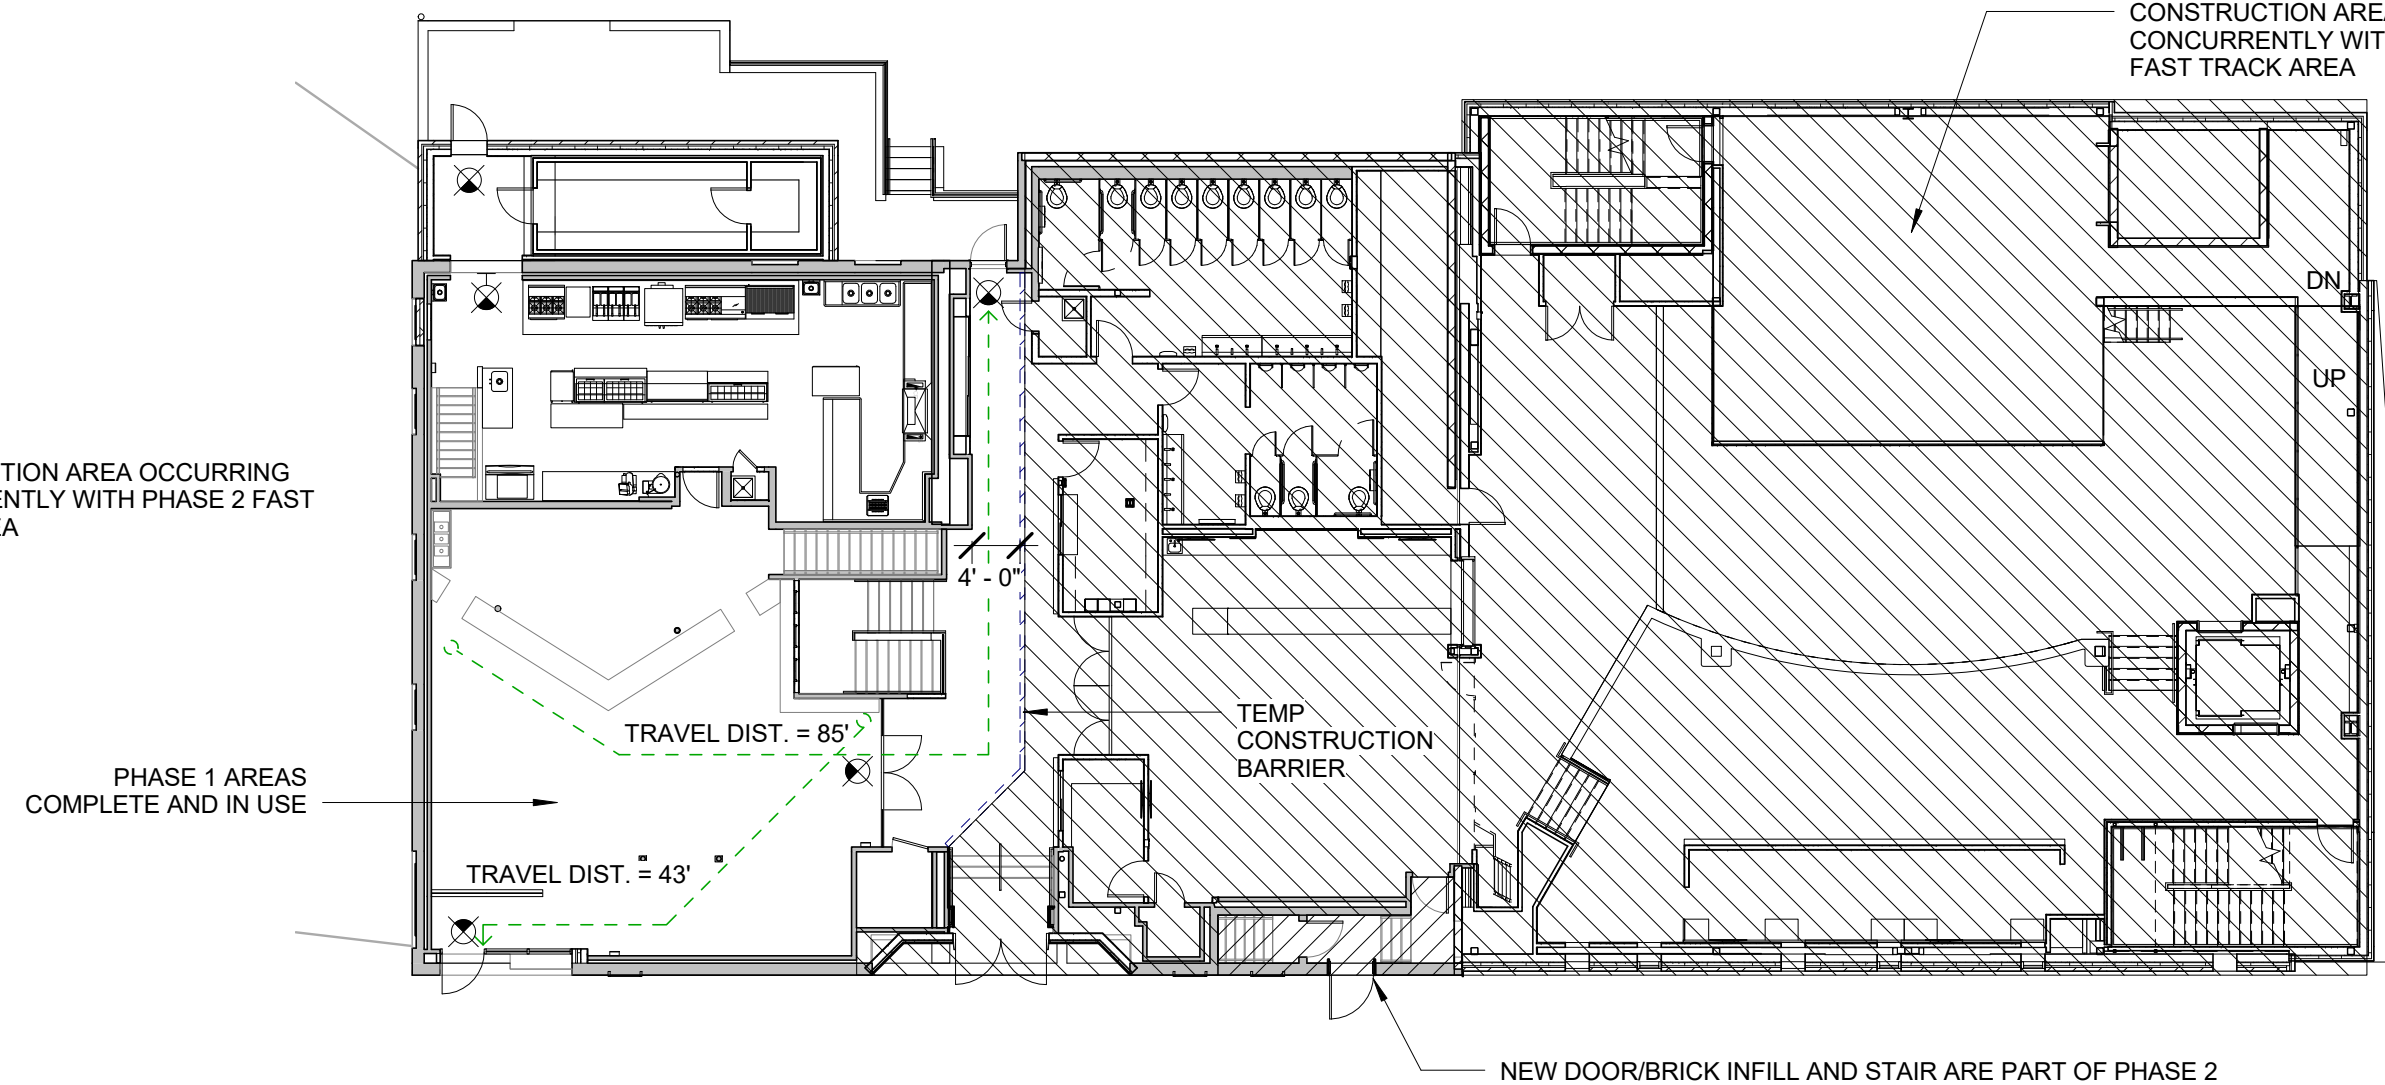 CONSTRUCTION AREA
CONCURRENTLY WIT
FAST TRACK AREA
DN
UP
TION AREA OCCURRING
ENTLY WITH PHASE 2 FAST
EA
4' - 0"
TRAVEL DIST. = 85'
TEMP
CONSTRUCTION
BARRIER
PHASE 1 AREAS
COMPLETE AND IN USE
TRAVEL DIST. = 43'
NEW DOOR/BRICK INFILL AND STAIR ARE PART OF PHASE 2